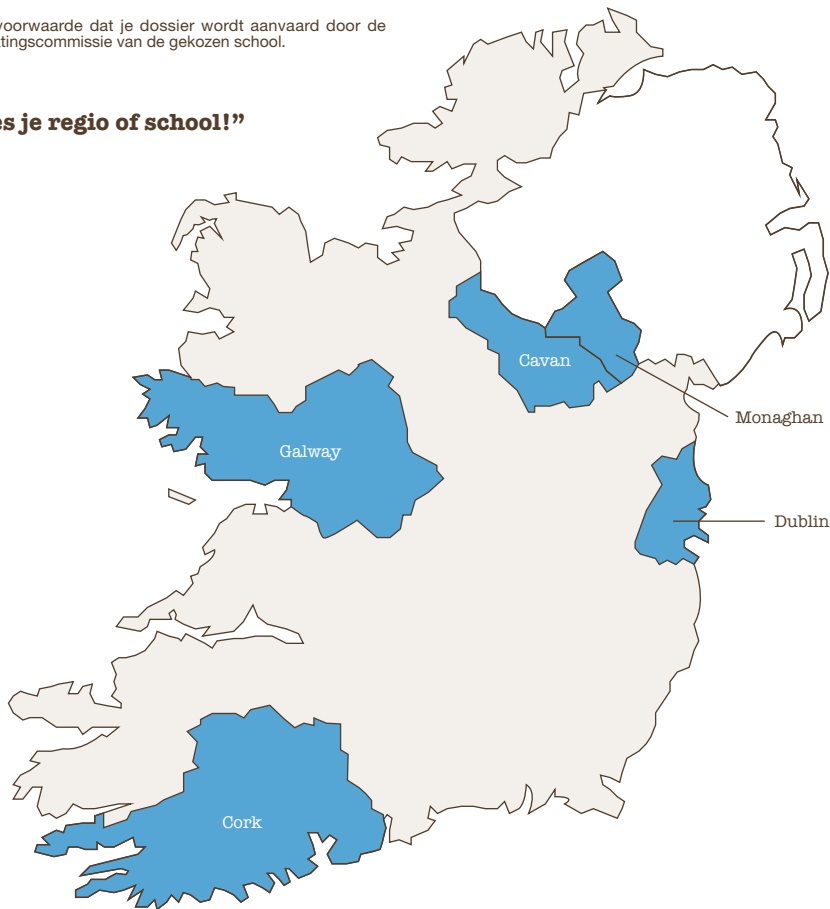 voorwaarde dat je dossier wordt aanvaard door de
tingscommissie van de gekozen school.
es je regio of school!”
Cavan
Monaghan
Galway
Dublin
Cork